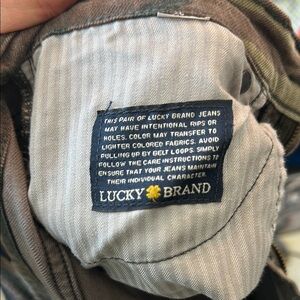 THIS PAIR OF LUCKY BRAND JEANS
MAY HAVE INTENTIONAL RIPS OR
HOLES. COLOR MAY TRANSFER TO
LIGHTER COLORED FABRICS. AVOID
PULLING UP BY BELT LOOPS. SIMPLY
FOLLOW THE CARE INSTRUCTIONS TO
ENSURE THAT YOUR JEANS MAINTAIN
THEIR INDIVIDUAL CHARACTER.
LUCKY BRAND